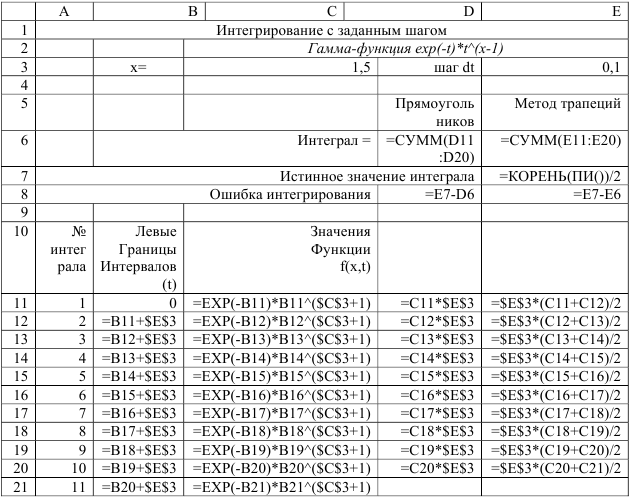 A B C D E
1 Интегрирование с заданным шагом
2 Гамма-функция exp(-t)*t^(x-1)
3 x= 1,5 шаг dt 0,1
4
5 Прямоуголь Метод трапеций
ников
6 Интеграл = =СУММ(D11 =СУММ(E11:E20)
:D20)
7 Истинное значение интеграла =КОРЕНЬ(ПИ())/2
8 Ошибка интегрирования =E7-D6 =E7-E6
9
10 № Левые Значения
интег Границы Функции
рала Интервалов f(x,t)
(t)
11 1 0 =EXP(-B11)*B11^($C$3+1) =C11*$E$3 =$E$3*(C11+C12)/2
12 2 =B11+$E$3 =EXP(-B12)*B12^($C$3+1) =C12*$E$3 =$E$3*(C12+C13)/2
13 3 =B12+$E$3 =EXP(-B13)*B13^($C$3+1) =C13*$E$3 =$E$3*(C13+C14)/2
14 4 =B13+$E$3 =EXP(-B14)*B14^($C$3+1) =C14*$E$3 =$E$3*(C14+C15)/2
15 5 =B14+$E$3 =EXP(-B15)*B15^($C$3+1) =C15*$E$3 =$E$3*(C15+C16)/2
16 6 =B15+$E$3 =EXP(-B16)*B16^($C$3+1) =C16*$E$3 =$E$3*(C16+C17)/2
17 7 =B16+$E$3 =EXP(-B17)*B17^($C$3+1) =C17*$E$3 =$E$3*(C17+C18)/2
18 8 =B17+$E$3 =EXP(-B18)*B18^($C$3+1) =C18*$E$3 =$E$3*(C18+C19)/2
19 9 =B18+$E$3 =EXP(-B19)*B19^($C$3+1) =C19*$E$3 =$E$3*(C19+C20)/2
20 10 =B19+$E$3 =EXP(-B20)*B20^($C$3+1) =C20*$E$3 =$E$3*(C20+C21)/2
21 11 =B20+$E$3 =EXP(-B21)*B21^($C$3+1)